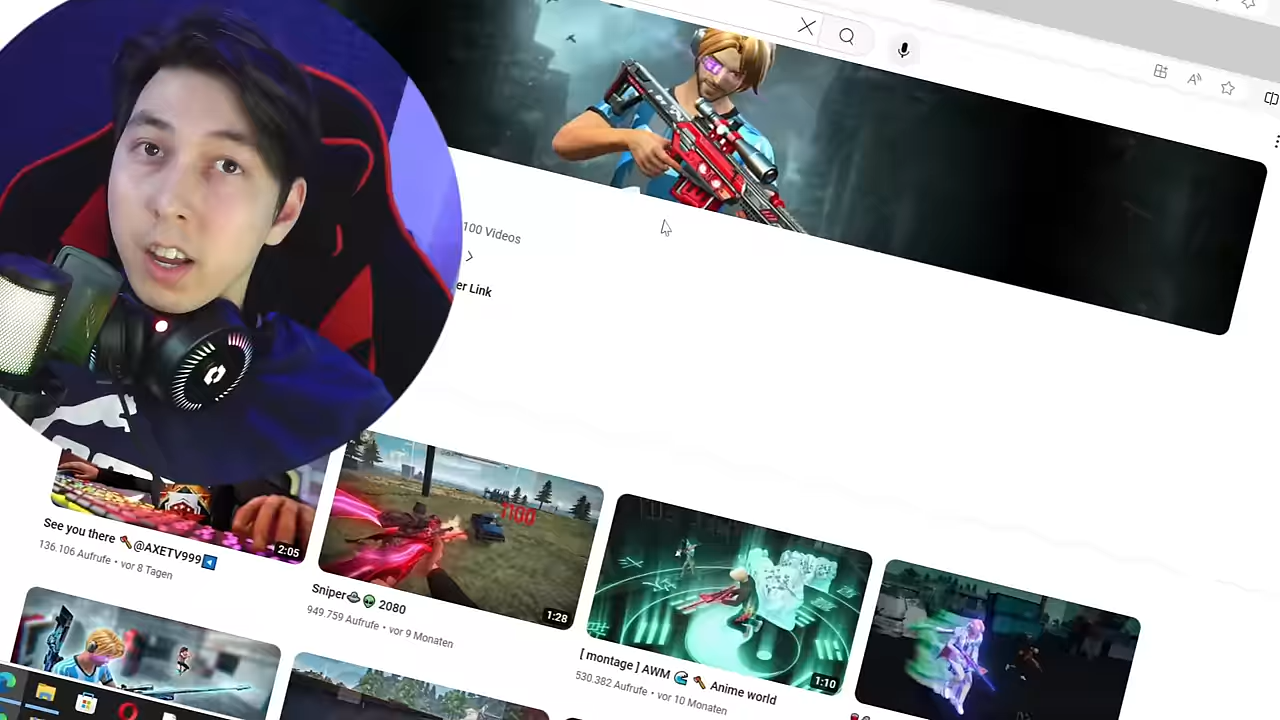 100 Videos
er Link
2:05
See you there 🪓@AXETV999◀️
136.106 Aufrufe • vor 8 Tagen
1100
1:28
Sniper🛸👽 2080
949.759 Aufrufe • vor 9 Monaten
1:10
[ montage ] AWM 🌊🪓 Anime world
530.382 Aufrufe • vor 10 Monaten